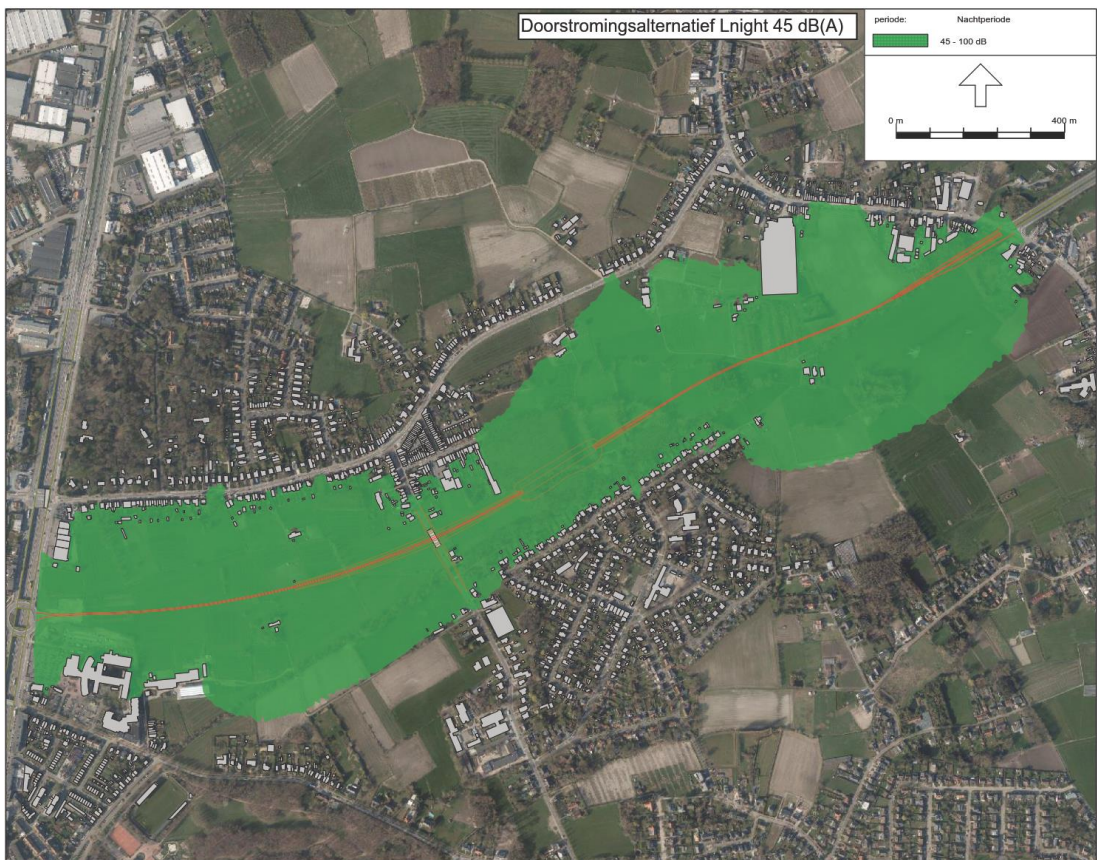 Doorstromingsalternatief Lnight 45 dB(A)
periode: Nachtperiode
45 - 100 dB
0 m 400 m